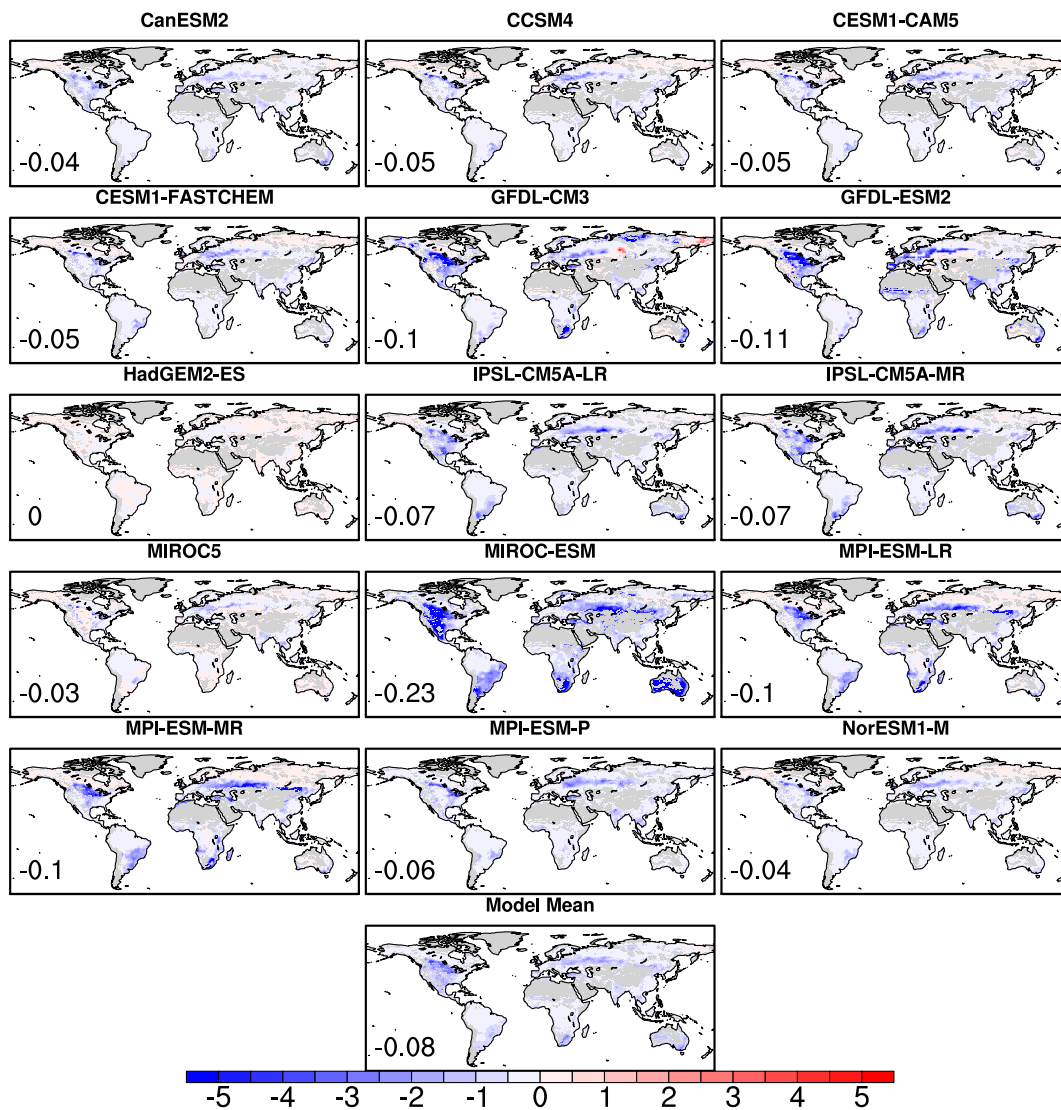 CanESM2 CCSM4 CESM1-CAM5
-0.04 -0.05 -0.05
CESM1-FASTCHEM GFDL-CM3 GFDL-ESM2
-0.05 -0.1 -0.11
HadGEM2-ES IPSL-CM5A-LR IPSL-CM5A-MR
0 -0.07 -0.07
MIROC5 MIROC-ESM MPI-ESM-LR
-0.03 -0.23 -0.1
MPI-ESM-MR MPI-ESM-P NorESM1-M
-0.1 -0.06 -0.04
Model Mean
-0.08
-5 -4 -3 -2 -1 0 1 2 3 4 5